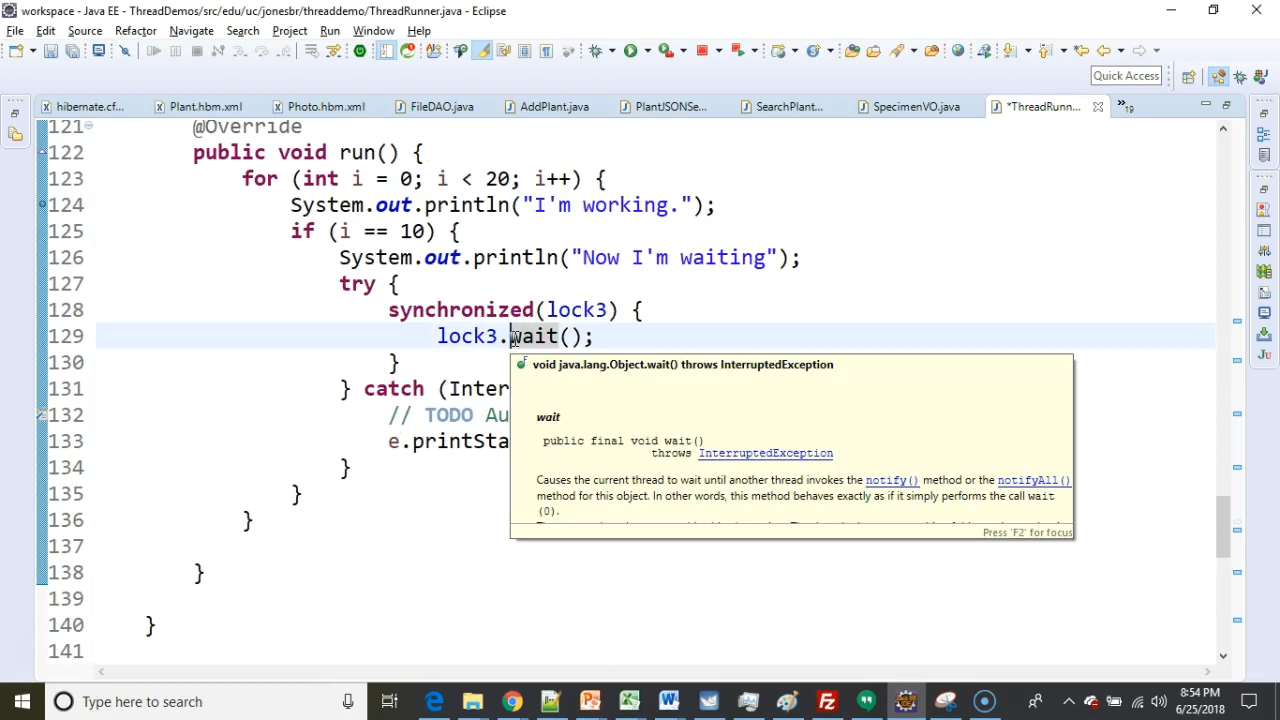 workspace - Java EE - ThreadDemos/src/edu/uc/jonesbr/threaddemo/ThreadRunner.java - Eclipse
File Edit Source Refactor Navigate Search Project Run Window Help
Quick Access
hibernate.cf... Plant.hbm.xml Photo.hbm.xml FileDAO.java AddPlant.java PlantJSONSe... SearchPlant... SpecimenVO.java *ThreadRunn... »19
121 @Override
122 public void run() {
123 for (int i = 0; i < 20; i++) {
124 System.out.println("I'm working.");
125 if (i == 10) {
126 System.out.println("Now I'm waiting");
127 try {
128 synchronized(lock3) {
129 lock3.wait();
130 }
131 } catch (Inter
132 // TODO Au
133 e.printSta
134 }
135 }
136 }
137
138 }
139
140 }
141
void java.lang.Object.wait() throws InterruptedException
wait
public final void wait()
throws InterruptedException
Causes the current thread to wait until another thread invokes the notify() method or the notifyAll()
method for this object. In other words, this method behaves exactly as if it simply performs the call wait
(0).
Press 'F2' for focus
Type here to search
8:54 PM
6/25/2018